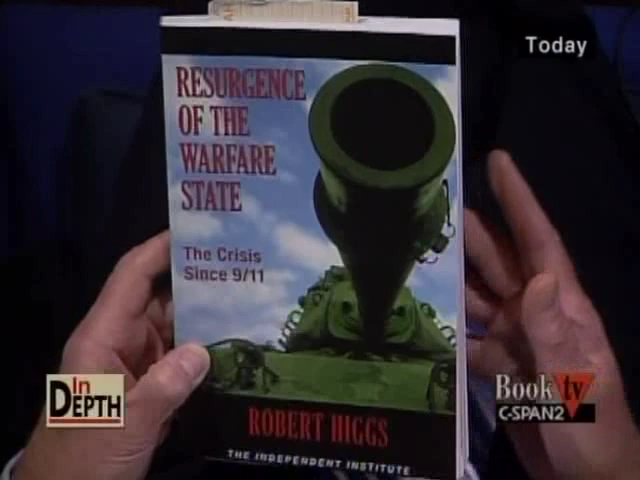 Today
RESURGENCE
OF THE
WARFARE
STATE
The Crisis
Since 9/11
In
DEPTH
Book tv
C-SPAN2
ROBERT HIGGS
THE INDEPENDENT INSTITUTE